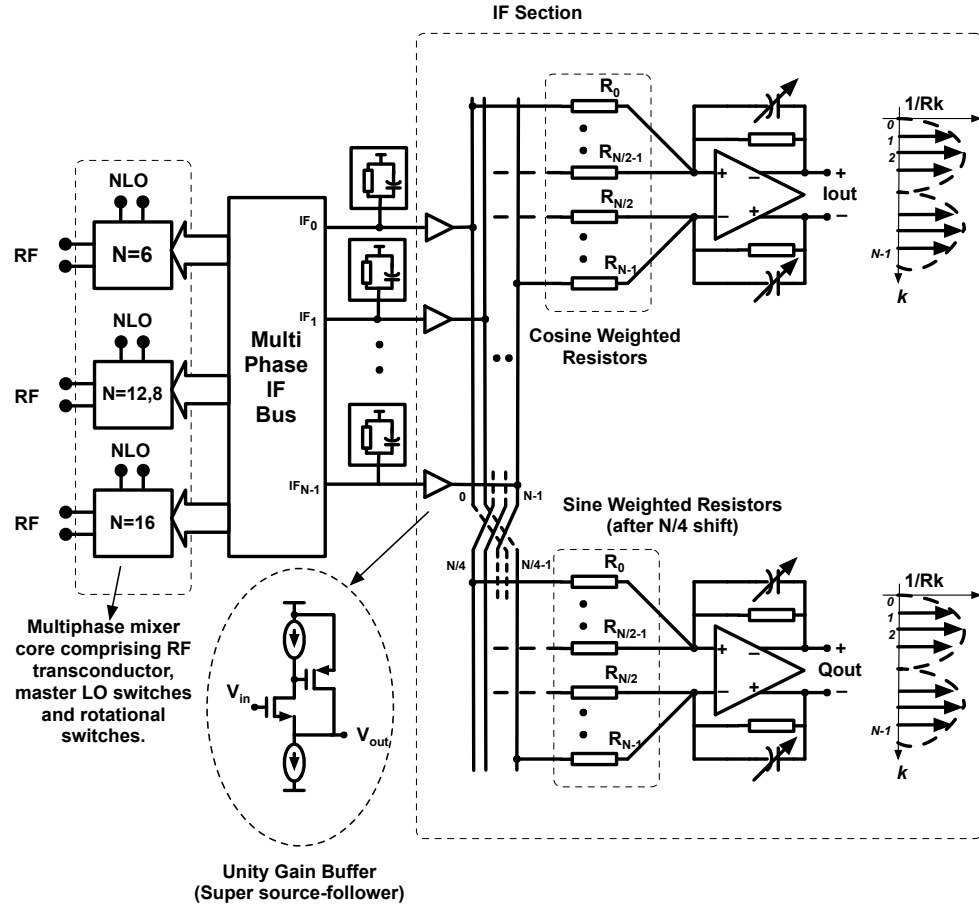 IF Section
NLO
RF
N=6
NLO
RF
N=12,8
NLO
RF
N=16
Multi
Phase
IF
Bus
IF0
IF1
IFN-1
Multiphase mixer
core comprising RF
transconductor,
master LO switches
and rotational
switches.
Vin
Vout
Unity Gain Buffer
(Super source-follower)
R0
RN/2-1
RN/2
RN-1
Cosine Weighted
Resistors
+
−
−
+
Iout
+
−
1/Rk
0
1
2
N-1
k
0
N-1
N/4
N/4-1
Sine Weighted Resistors
(after N/4 shift)
R0
RN/2-1
RN/2
RN-1
+
−
−
+
Qout
+
−
1/Rk
0
1
2
N-1
k